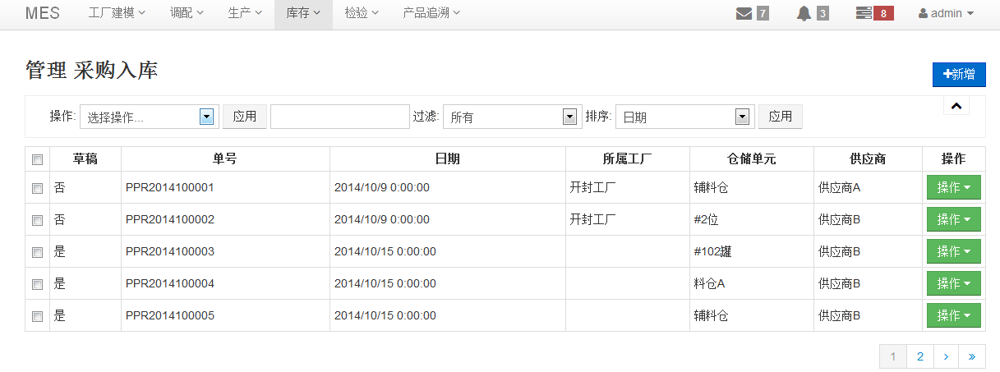 MES 工厂建模 调配 生产 库存 检验 产品追溯 7 3 8 admin
管理 采购入库
新增
操作: 选择操作... 应用 过滤: 所有 排序: 日期 应用
草稿 单号 日期 所属工厂 仓储单元 供应商 操作
否 PPR2014100001 2014/10/9 0:00:00 开封工厂 辅料仓 供应商A 操作
否 PPR2014100002 2014/10/9 0:00:00 开封工厂 #2位 供应商B 操作
是 PPR2014100003 2014/10/15 0:00:00 #102罐 供应商B 操作
是 PPR2014100004 2014/10/15 0:00:00 料仓A 供应商B 操作
是 PPR2014100005 2014/10/15 0:00:00 辅料仓 供应商B 操作
1 2 › »